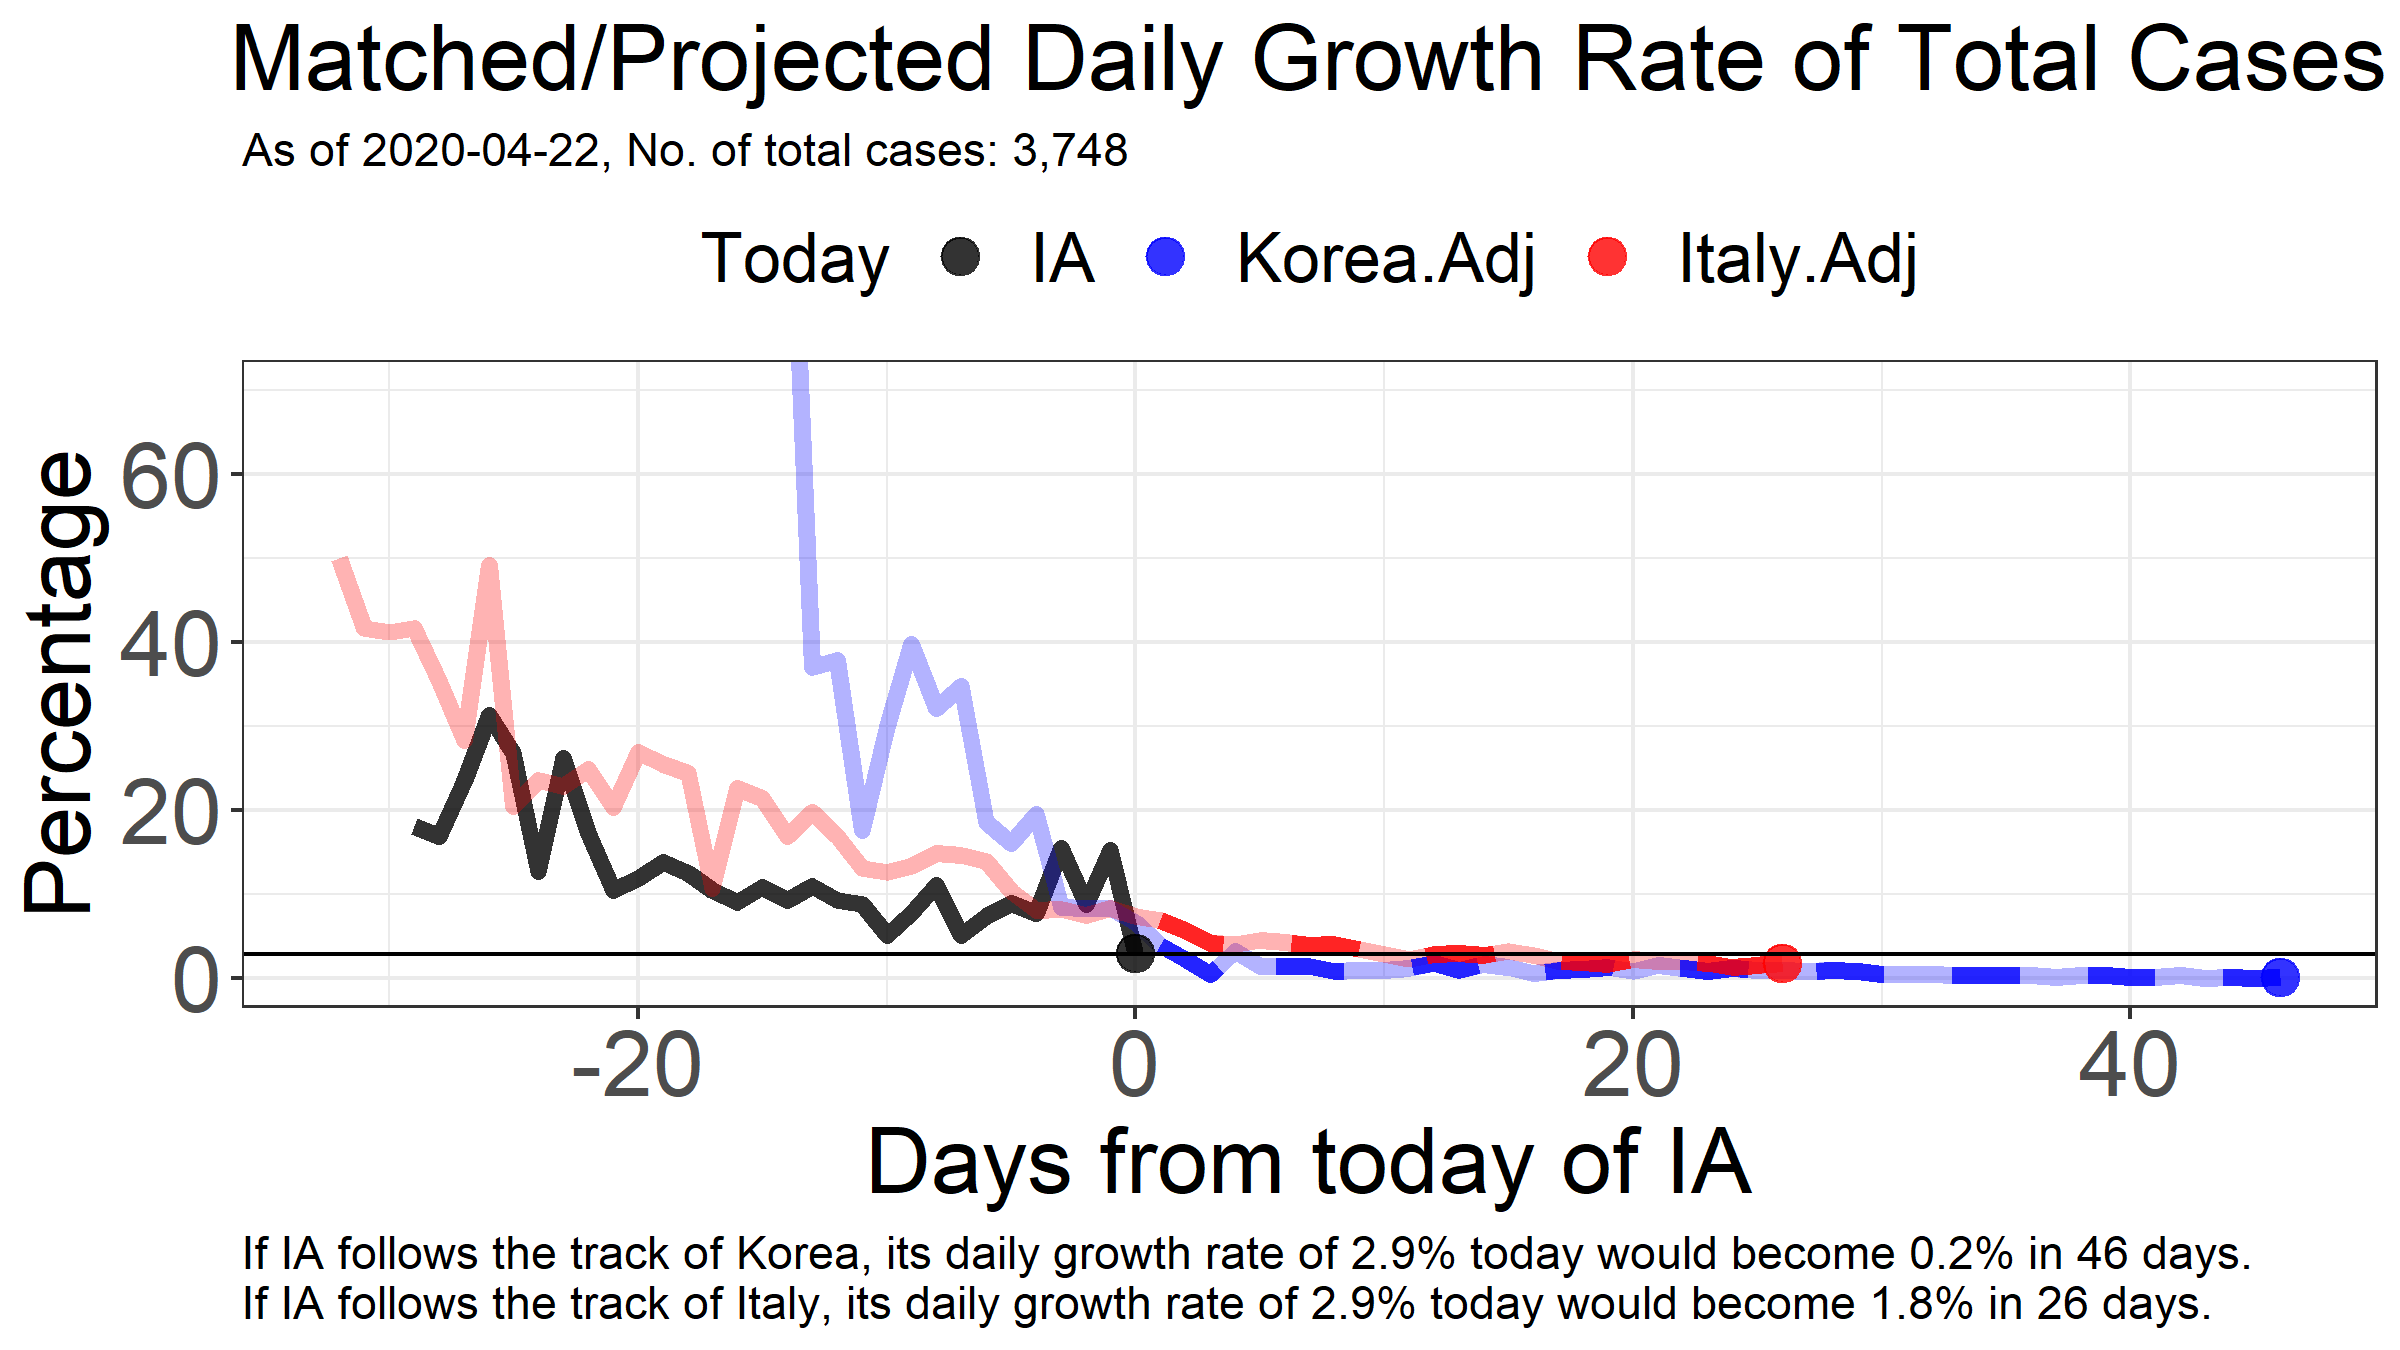 Matched/Projected Daily Growth Rate of Total Cases
As of 2020-04-22, No. of total cases: 3,748
Today IA Korea.Adj Italy.Adj
Percentage
60
40
20
0
-20 0 20 40
Days from today of IA
If IA follows the track of Korea, its daily growth rate of 2.9% today would become 0.2% in 46 days.
If IA follows the track of Italy, its daily growth rate of 2.9% today would become 1.8% in 26 days.